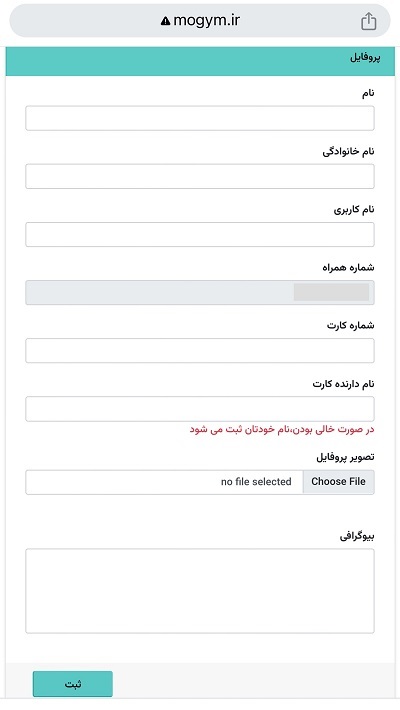 mogym.ir
پروفایل
نام
نام خانوادگی
نام کاربری
شماره همراه
شماره کارت
نام دارنده کارت
در صورت خالی بودن،نام خودتان ثبت می شود
تصویر پروفایل
Choose File no file selected
بیوگرافی
ثبت